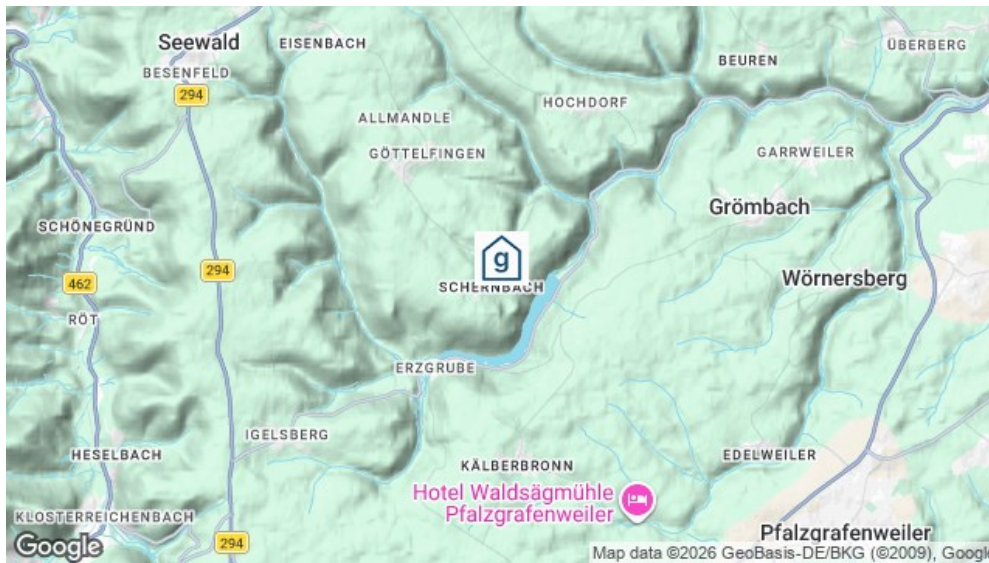 Seewald
EISENBACH
BEUREN
ÜBERBERG
BESENFELD
294
HOCHDORF
ALLMANDLE
GÖTTELFINGEN
GARRWEILER
Grömbach
SCHÖNEGRÜND
g
294
462
SCHERNBACH
Wörnersberg
RÖT
ERZGRUBE
IGELSBERG
HESELBACH
KÄLBERBRONN
EDELWEILER
Hotel Waldsägmühle
Pfalzgrafenweiler
KLOSTERREICHENBACH
Pfalzgrafenweiler
294
Google
Map data ©2026 GeoBasis-DE/BKG (©2009), Google